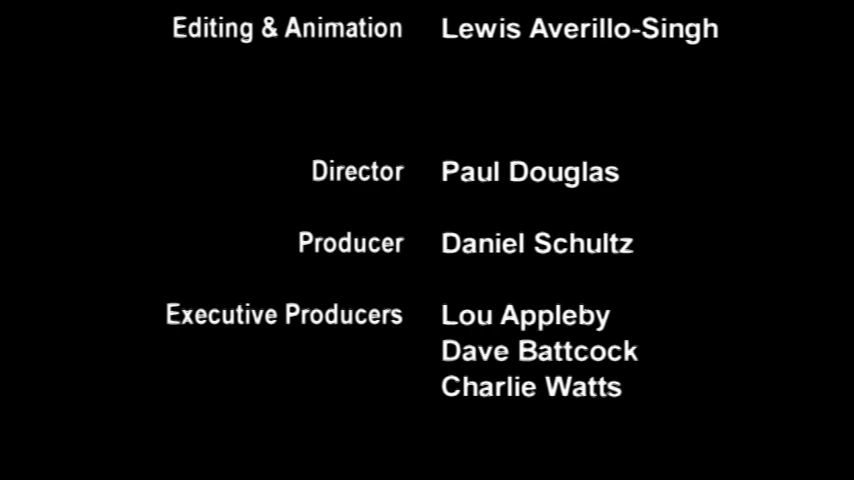 Editing & Animation Lewis Averillo-Singh
Director Paul Douglas
Producer Daniel Schultz
Executive Producers Lou Appleby
Dave Battcock
Charlie Watts